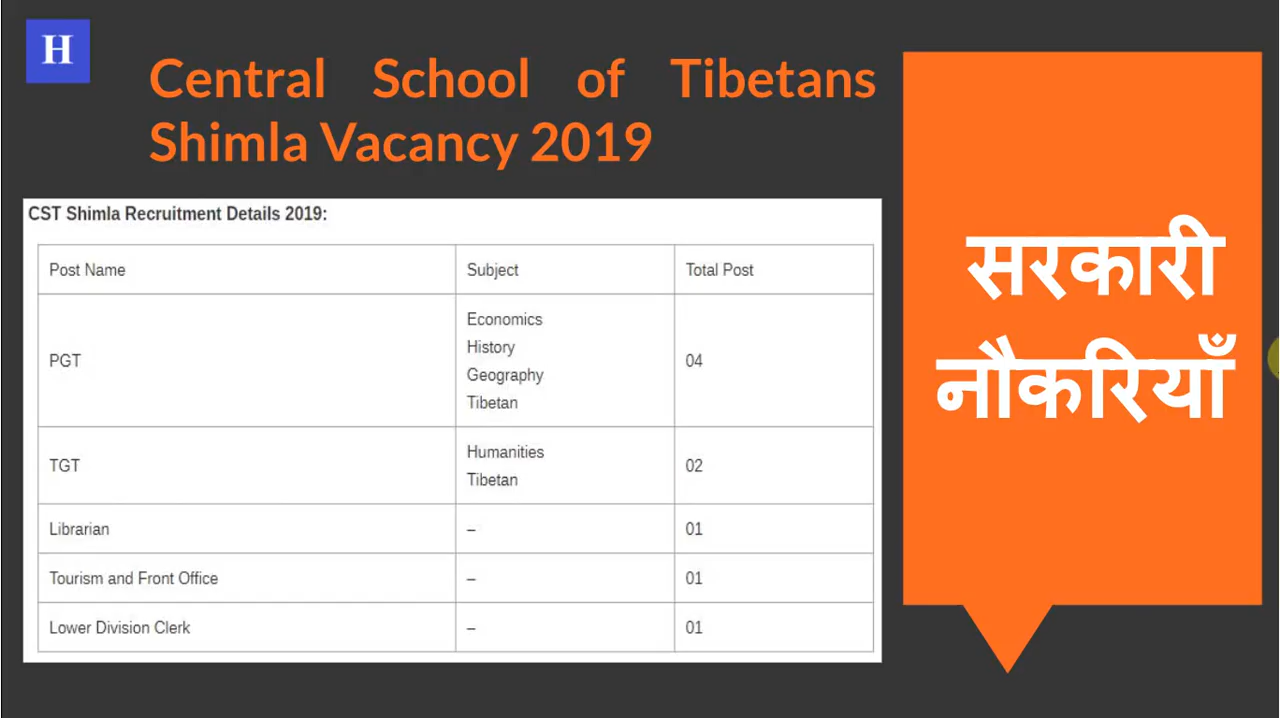 H
Central School of Tibetans
Shimla Vacancy 2019
CST Shimla Recruitment Details 2019:
Post Name Subject Total Post
PGT Economics History Geography Tibetan 04
TGT Humanities Tibetan 02
Librarian – 01
Tourism and Front Office – 01
Lower Division Clerk – 01
सरकारी
नौकरियाँ